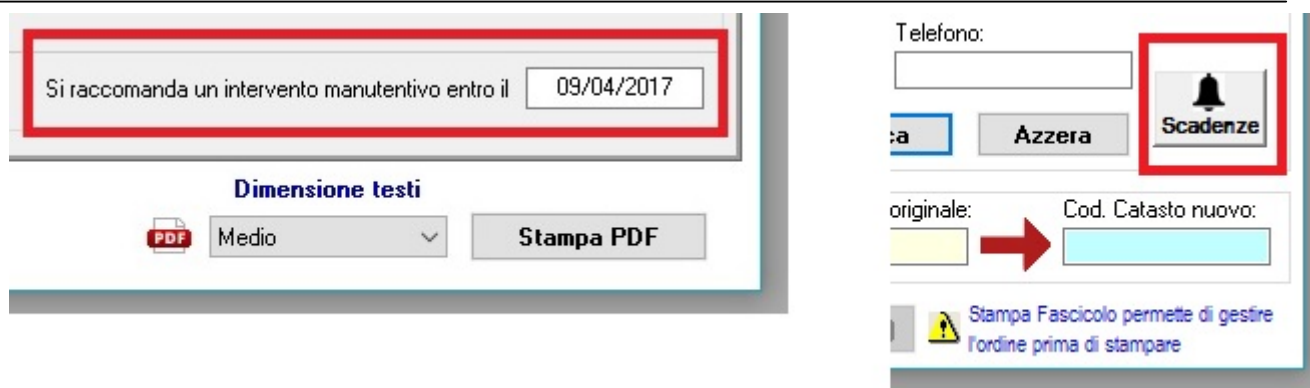 Si raccomanda un intervento manutentivo entro il 09/04/2017
Dimensione testi
PDF Medio Stampa PDF
Telefono:
ca Azzera Scadenze
originale: Cod. Catasto nuovo:
Stampa Fascicolo permette di gestire
l'ordine prima di stampare